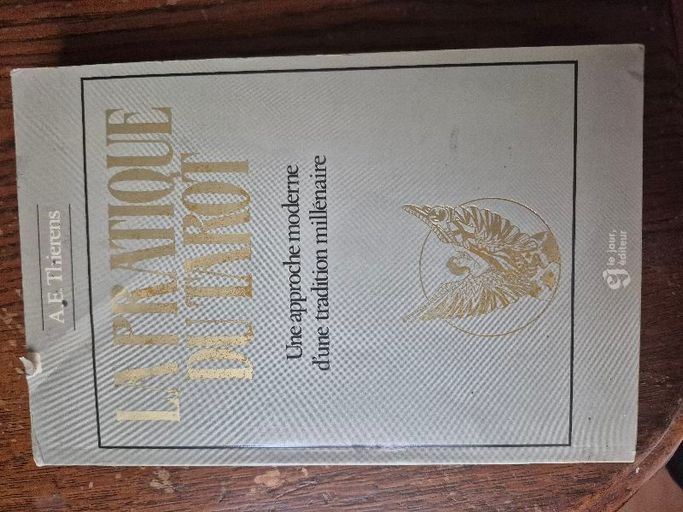 A.E. Thierens
LA PRATIQUE
DU TAROT
Une approche moderne
d'une tradition millénaire
le jour,
éditeur